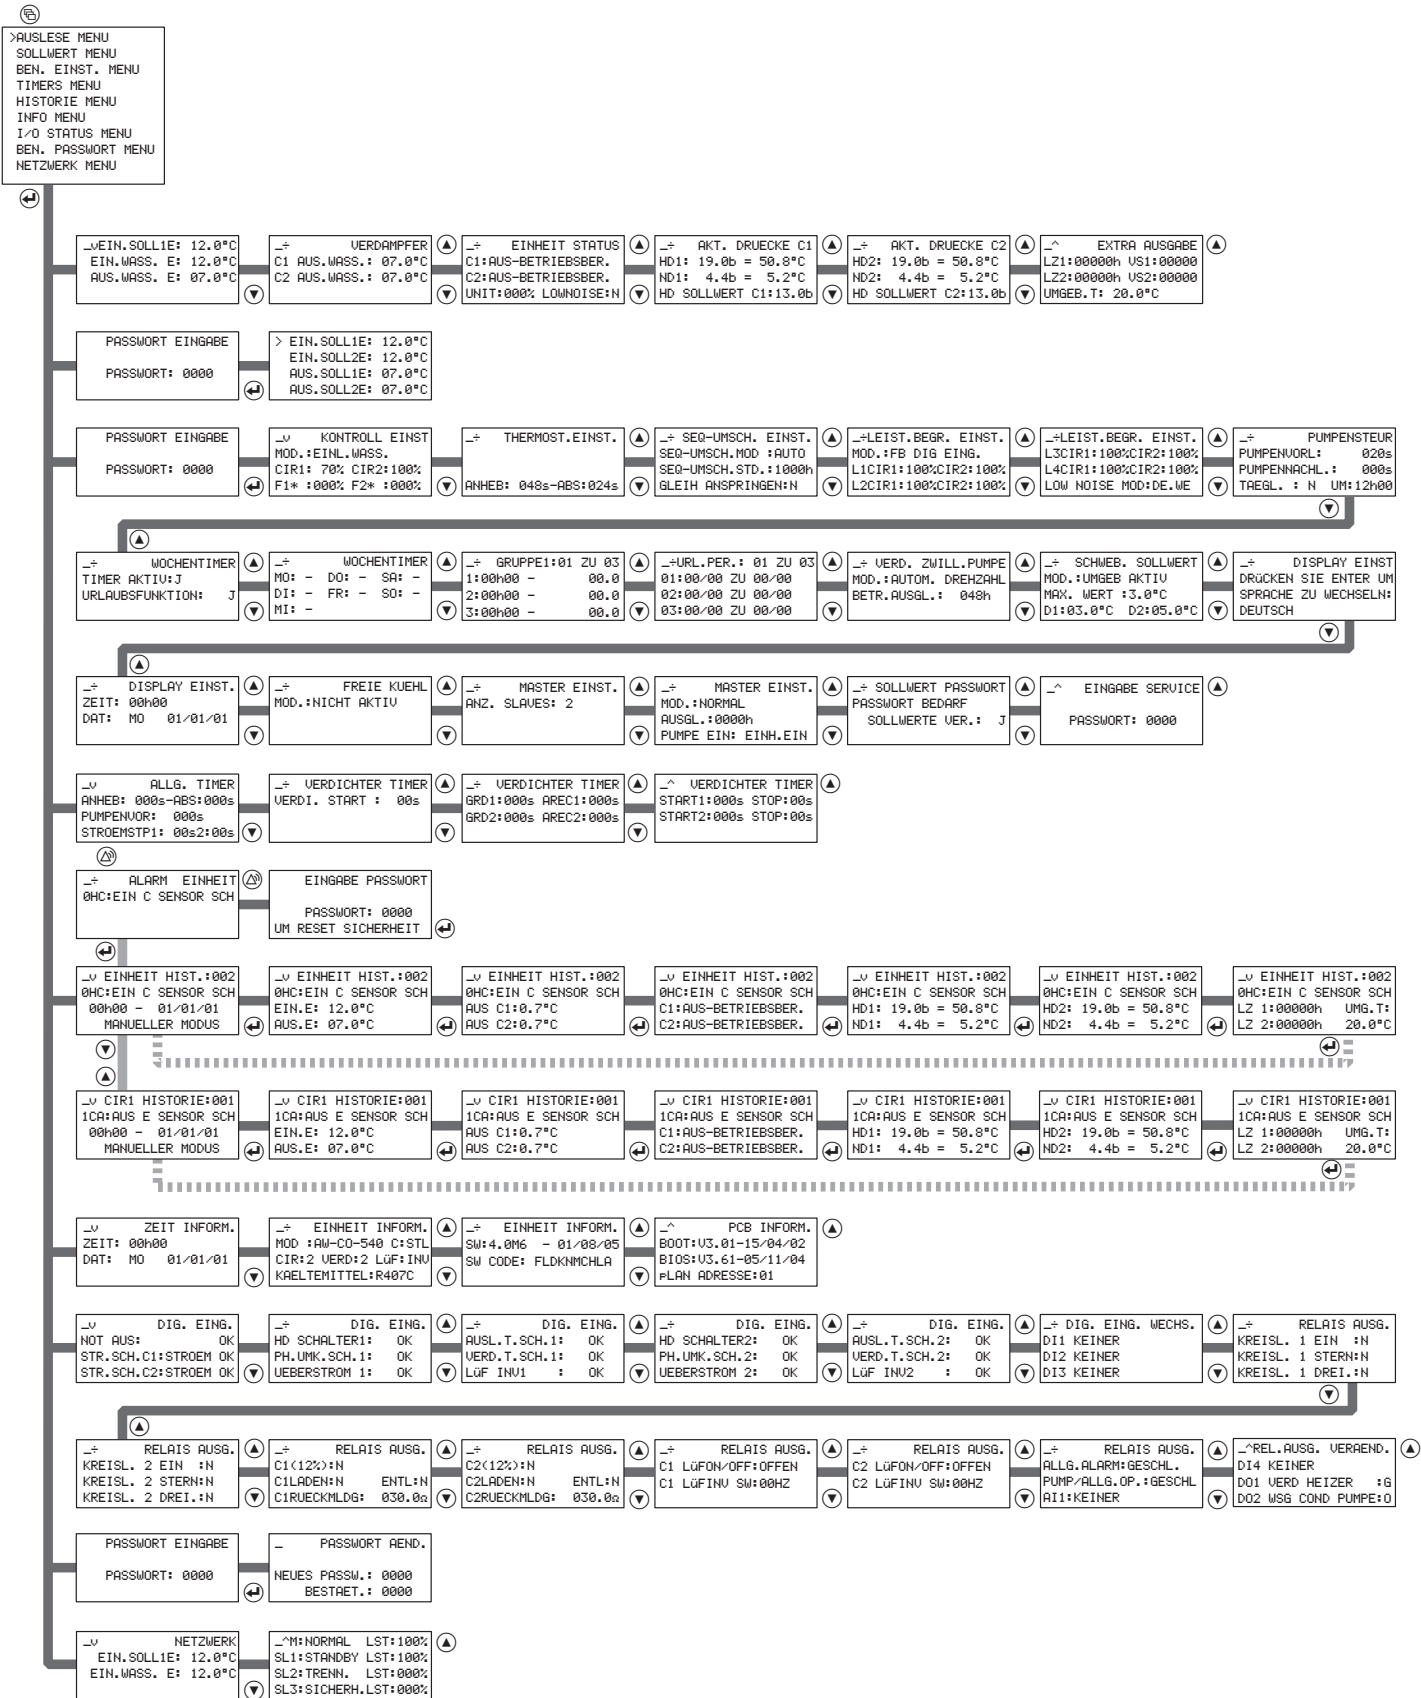 >AUSLESE MENU
SOLLWERT MENU
BEN. EINST. MENU
TIMERS MENU
HISTORIE MENU
INFO MENU
I/O STATUS MENU
BEN. PASSWORT MENU
NETZWERK MENU
_vEIN.SOLL1E: 12.0°C
EIN.WASS. E: 12.0°C
AUS.WASS. E: 07.0°C
_÷ VERDAMPFER
C1 AUS.WASS.: 07.0°C
C2 AUS.WASS.: 07.0°C
_÷ EINHEIT STATUS
C1:AUS-BETRIEBSBER.
C2:AUS-BETRIEBSBER.
UNIT:000% LOWNOISE:N
_÷ AKT. DRUECKE C1
HD1: 19.0b = 50.8°C
ND1: 4.4b = 5.2°C
HD SOLLWERT C1:13.0b
_÷ AKT. DRUECKE C2
HD2: 19.0b = 50.8°C
ND2: 4.4b = 5.2°C
HD SOLLWERT C2:13.0b
_^ EXTRA AUSGABE
LZ1:00000h VS1:00000
LZ2:00000h VS2:00000
UMGEB.T: 20.0°C
PASSWORT EINGABE
PASSWORT: 0000
> EIN.SOLL1E: 12.0°C
EIN.SOLL2E: 12.0°C
AUS.SOLL1E: 07.0°C
AUS.SOLL2E: 07.0°C
PASSWORT EINGABE
PASSWORT: 0000
_v KONTROLL EINST
MOD.:EINL.WASS.
CIR1: 70% CIR2:100%
F1* :000% F2* :000%
_÷ THERMOST.EINST.
ANHEB: 048s-ABS:024s
_÷ SEQ-UMSCH. EINST.
SEQ-UMSCH.MOD :AUTO
SEQ-UMSCH.STD.:1000h
GLEIH ANSPRINGEN:N
_÷LEIST.BEGR. EINST.
MOD.:FB DIG EING.
L1CIR1:100%CIR2:100%
L2CIR1:100%CIR2:100%
_÷LEIST.BEGR. EINST.
L3CIR1:100%CIR2:100%
L4CIR1:100%CIR2:100%
LOW NOISE MOD:DE.WE
_÷ PUMPENSTEUR
PUMPENVORL: 020s
PUMPENNACHL.: 000s
TAEGL. : N UM:12h00
_÷ WOCHENTIMER
TIMER AKTIV:J
URLAUBSFUNKTION: J
_÷ WOCHENTIMER
MO: - DO: - SA: -
DI: - FR: - SO: -
MI: -
_÷ GRUPPE1:01 ZU 03
1:00h00 - 00.0
2:00h00 - 00.0
3:00h00 - 00.0
_÷URL.PER.: 01 ZU 03
01:00/00 ZU 00/00
02:00/00 ZU 00/00
03:00/00 ZU 00/00
_÷ VERD. ZWILL.PUMPE
MOD.:AUTOM. DREHZAHL
BETR.AUSGL.: 048h
_÷ SCHWEB. SOLLWERT
MOD.:UMGEB AKTIV
MAX. WERT :3.0°C
D1:03.0°C D2:05.0°C
_÷ DISPLAY EINST
DRüCKEN SIE ENTER UM
SPRACHE ZU WECHSELN:
DEUTSCH
_÷ DISPLAY EINST.
ZEIT: 00h00
DAT: MO 01/01/01
_÷ FREIE KUEHL
MOD.:NICHT AKTIV
_÷ MASTER EINST.
ANZ. SLAVES: 2
_÷ MASTER EINST.
MOD.:NORMAL
AUSGL.:0000h
PUMPE EIN: EINH.EIN
_÷ SOLLWERT PASSWORT
PASSWORT BEDARF
SOLLWERTE VER.: J
_^ EINGABE SERVICE
PASSWORT: 0000
_v ALLG. TIMER
ANHEB: 000s-ABS:000s
PUMPENVOR: 000s
STROEMSTP1: 00s2:00s
_÷ VERDICHTER TIMER
VERDI. START : 00s
_÷ VERDICHTER TIMER
GRD1:000s AREC1:000s
GRD2:000s AREC2:000s
_^ VERDICHTER TIMER
START1:000s STOP:00s
START2:000s STOP:00s
_÷ ALARM EINHEIT
0HC:EIN C SENSOR SCH
EINGABE PASSWORT
PASSWORT: 0000
UM RESET SICHERHEIT
_v EINHEIT HIST.:002
0HC:EIN C SENSOR SCH
00h00 - 01/01/01
MANUELLER MODUS
_v EINHEIT HIST.:002
0HC:EIN C SENSOR SCH
EIN.E: 12.0°C
AUS.E: 07.0°C
_v EINHEIT HIST.:002
0HC:EIN C SENSOR SCH
AUS C1:0.7°C
AUS C2:0.7°C
_v EINHEIT HIST.:002
0HC:EIN C SENSOR SCH
C1:AUS-BETRIEBSBER.
C2:AUS-BETRIEBSBER.
_v EINHEIT HIST.:002
0HC:EIN C SENSOR SCH
HD1: 19.0b = 50.8°C
ND1: 4.4b = 5.2°C
_v EINHEIT HIST.:002
0HC:EIN C SENSOR SCH
HD2: 19.0b = 50.8°C
ND2: 4.4b = 5.2°C
_v EINHEIT HIST.:002
0HC:EIN C SENSOR SCH
LZ 1:00000h UMG.T:
LZ 2:00000h 20.0°C
_v CIR1 HISTORIE:001
1CA:AUS E SENSOR SCH
00h00 - 01/01/01
MANUELLER MODUS
_v CIR1 HISTORIE:001
1CA:AUS E SENSOR SCH
EIN.E: 12.0°C
AUS.E: 07.0°C
_v CIR1 HISTORIE:001
1CA:AUS E SENSOR SCH
AUS C1:0.7°C
AUS C2:0.7°C
_v CIR1 HISTORIE:001
1CA:AUS E SENSOR SCH
C1:AUS-BETRIEBSBER.
C2:AUS-BETRIEBSBER.
_v CIR1 HISTORIE:001
1CA:AUS E SENSOR SCH
HD1: 19.0b = 50.8°C
ND1: 4.4b = 5.2°C
_v CIR1 HISTORIE:001
1CA:AUS E SENSOR SCH
HD2: 19.0b = 50.8°C
ND2: 4.4b = 5.2°C
_v CIR1 HISTORIE:001
1CA:AUS E SENSOR SCH
LZ 1:00000h UMG.T:
LZ 2:00000h 20.0°C
_v ZEIT INFORM.
ZEIT: 00h00
DAT: MO 01/01/01
_÷ EINHEIT INFORM.
MOD :AW-CO-540 C:STL
CIR:2 VERD:2 LüF:INV
KAELTEMITTEL:R407C
_÷ EINHEIT INFORM.
SW:4.0M6 - 01/08/05
SW CODE: FLDKNMCHLA
_^ PCB INFORM.
BOOT:V3.01-15/04/02
BIOS:V3.61-05/11/04
pLAN ADRESSE:01
_v DIG. EING.
NOT AUS: OK
STR.SCH.C1:STROEM OK
STR.SCH.C2:STROEM OK
_÷ DIG. EING.
HD SCHALTER1: OK
PH.UMK.SCH.1: OK
UEBERSTROM 1: OK
_÷ DIG. EING.
AUSL.T.SCH.1: OK
VERD.T.SCH.1: OK
LüF INV1 : OK
_÷ DIG. EING.
HD SCHALTER2: OK
PH.UMK.SCH.2: OK
UEBERSTROM 2: OK
_÷ DIG. EING.
AUSL.T.SCH.2: OK
VERD.T.SCH.2: OK
LüF INV2 : OK
_÷ DIG. EING. WECHS.
DI1 KEINER
DI2 KEINER
DI3 KEINER
_÷ RELAIS AUSG.
KREISL. 1 EIN :N
KREISL. 1 STERN:N
KREISL. 1 DREI.:N
_÷ RELAIS AUSG.
KREISL. 2 EIN :N
KREISL. 2 STERN:N
KREISL. 2 DREI.:N
_÷ RELAIS AUSG.
C1(12%):N
C1LADEN:N ENTL:N
C1RUECKMLDG: 030.0Ω
_÷ RELAIS AUSG.
C2(12%):N
C2LADEN:N ENTL:N
C2RUECKMLDG: 030.0Ω
_÷ RELAIS AUSG.
C1 LüFON/OFF:OFFEN
C1 LüFINV SW:00HZ
_÷ RELAIS AUSG.
C2 LüFON/OFF:OFFEN
C2 LüFINV SW:00HZ
_÷ RELAIS AUSG.
ALLG.ALARM:GESCHL.
PUMP/ALLG.OP.:GESCHL
AI1:KEINER
_^REL.AUSG. VERAEND.
DI4 KEINER
DO1 VERD HEIZER :G
DO2 WSG COND PUMPE:O
PASSWORT EINGABE
PASSWORT: 0000
_ PASSWORT AEND.
NEUES PASSW.: 0000
BESTAET.: 0000
_v NETZWERK
EIN.SOLL1E: 12.0°C
EIN.WASS. E: 12.0°C
_^M:NORMAL LST:100%
SL1:STANDBY LST:100%
SL2:TRENN. LST:000%
SL3:SICHERH.LST:000%